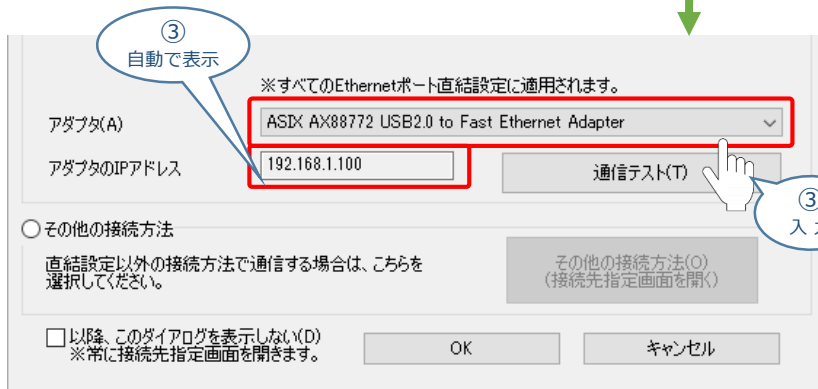 ③
自動で表示
※すべてのEthernetポート直結設定に適用されます。
アダプタ(A)
ASIX AX88772 USB2.0 to Fast Ethernet Adapter
アダプタのIPアドレス
192.168.1.100
通信テスト(T)
③
入
その他の接続方法
直結設定以外の接続方法で通信する場合は、こちらを
選択してください。
その他の接続方法(O)
(接続先指定画面を開く)
以降、このダイアログを表示しない(D)
※常に接続先指定画面を開きます。
OK
キャンセル